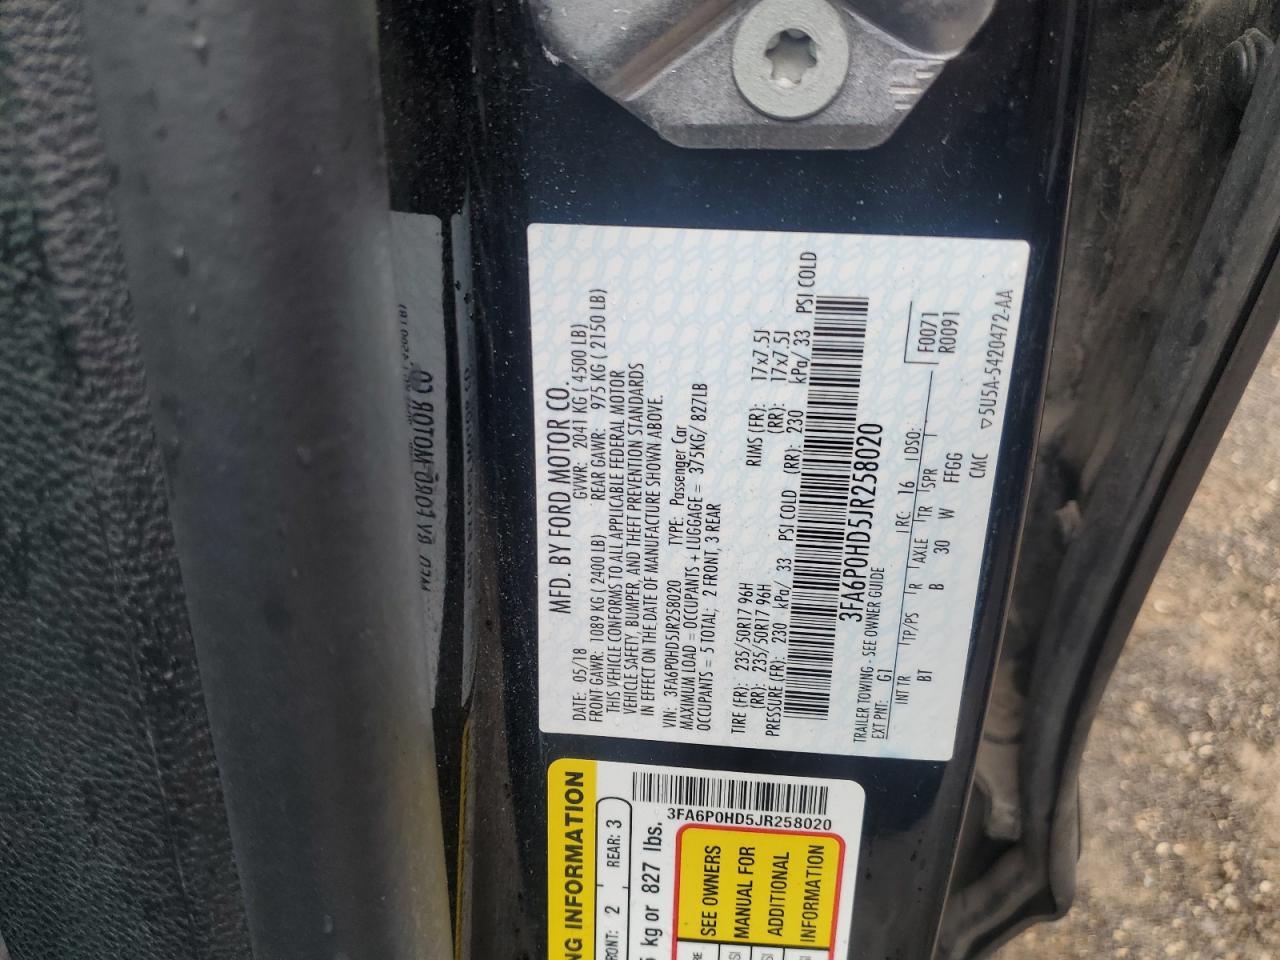 MFD. BY FORD MOTOR CO.
DATE: 05/18 GVWR: 2041 KG ( 4500 LB)
FRONT GAWR: 1089 KG ( 2400 LB) REAR GAWR: 975 KG ( 2150 LB)
THIS VEHICLE CONFORMS TO ALL APPLICABLE FEDERAL MOTOR
VEHICLE SAFETY, BUMPER, AND THEFT PREVENTION STANDARDS
IN EFFECT ON THE DATE OF MANUFACTURE SHOWN ABOVE.
VIN: 3FA6P0HD5JR258020 TYPE: Passenger Car
MAXIMUM LOAD = OCCUPANTS + LUGGAGE = 375KG/ 827LB
OCCUPANTS = 5 TOTAL; 2 FRONT, 3 REAR
TIRE (FR): 235/50R17 96H RIMS (FR): 17x7.5J
(RR): 235/50R17 96H (RR): 17x7.5J
PRESSURE (FR): 230 kPa/ 33 PSI COLD (RR): 230 kPa/ 33 PSI COLD
3FA6P0HD5JR258020
TRAILER TOWING - SEE OWNER GUIDE
EXT PNT: G1 RC: 16 DSO: F0071
R0091
INT TR TP/PS R AXLE TR SPR
BT B 30 W FFGG
CMC
▽5U5A-5420472-AA
NG INFORMATION
FRONT: 2 REAR: 3
kg or 827 lbs.
3FA6P0HD5JR258020
SEE OWNERS
MANUAL FOR
ADDITIONAL
INFORMATION